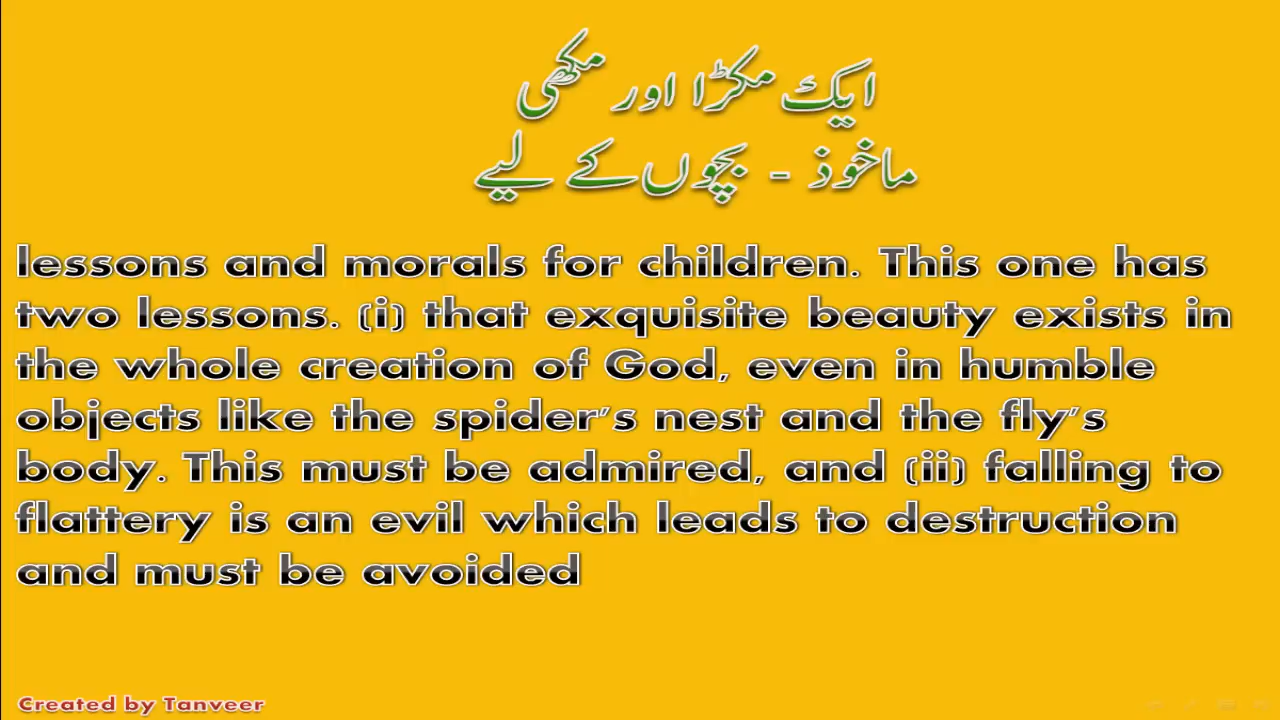 ایک مکڑا اور مکھی
ماخوذ - بچوں کے لیے
lessons and morals for children. This one has
two lessons. (i) that exquisite beauty exists in
the whole creation of God, even in humble
objects like the spider's nest and the fly's
body. This must be admired, and (ii) falling to
flattery is an evil which leads to destruction
and must be avoided
Created by Tanveer